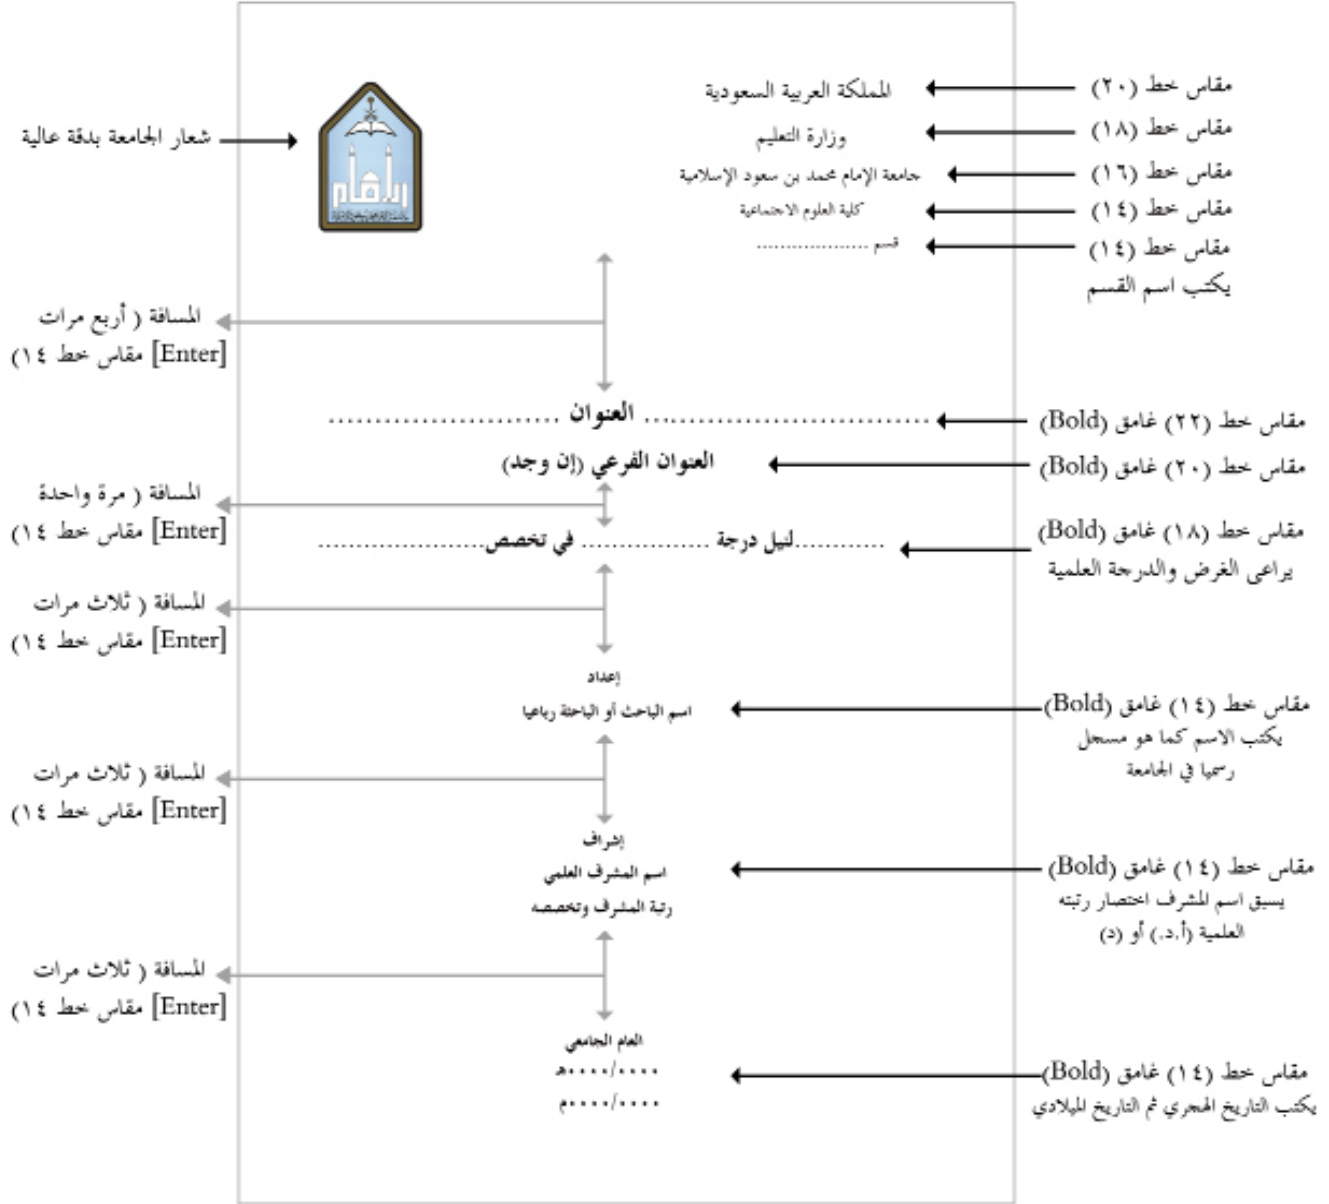 المملكة العربية السعودية
مقاس خط (٢٠)
وزارة التعليم
مقاس خط (١٨)
شعار الجامعة بدقة عالية
جامعة الإمام محمد بن سعود الإسلامية
مقاس خط (١٦)
كلية العلوم الاجتماعية
مقاس خط (١٤)
قسم ....................
مقاس خط (١٤)
يكتب اسم القسم
المسافة ( أربع مرات
[Enter] مقاس خط ١٤)
........................... العنوان ...........................
مقاس خط (٢٢) غامق (Bold)
العنوان الفرعي (إن وجد)
مقاس خط (٢٠) غامق (Bold)
المسافة ( مرة واحدة
[Enter] مقاس خط ١٤)
..........لنيل درجة .................. في تخصص...................
مقاس خط (١٨) غامق (Bold)
يراعى الغرض والدرجة العلمية
المسافة ( ثلاث مرات
[Enter] مقاس خط ١٤)
إعداد
اسم الباحث أو الباحثة رباعيا
مقاس خط (١٤) غامق (Bold)
يكتب الاسم كما هو مسجل
رسميا في الجامعة
المسافة ( ثلاث مرات
[Enter] مقاس خط ١٤)
إشراف
اسم المشرف العلمي
رتبة المشرف وتخصصه
مقاس خط (١٤) غامق (Bold)
يسبق اسم المشرف اختصار رتبته
العلمية (أ.د.) أو (د)
المسافة ( ثلاث مرات
[Enter] مقاس خط ١٤)
العام الجامعي
٠٠٠٠/٠٠٠٠هـ
٠٠٠٠/٠٠٠٠م
مقاس خط (١٤) غامق (Bold)
يكتب التاريخ الهجري ثم التاريخ الميلادي